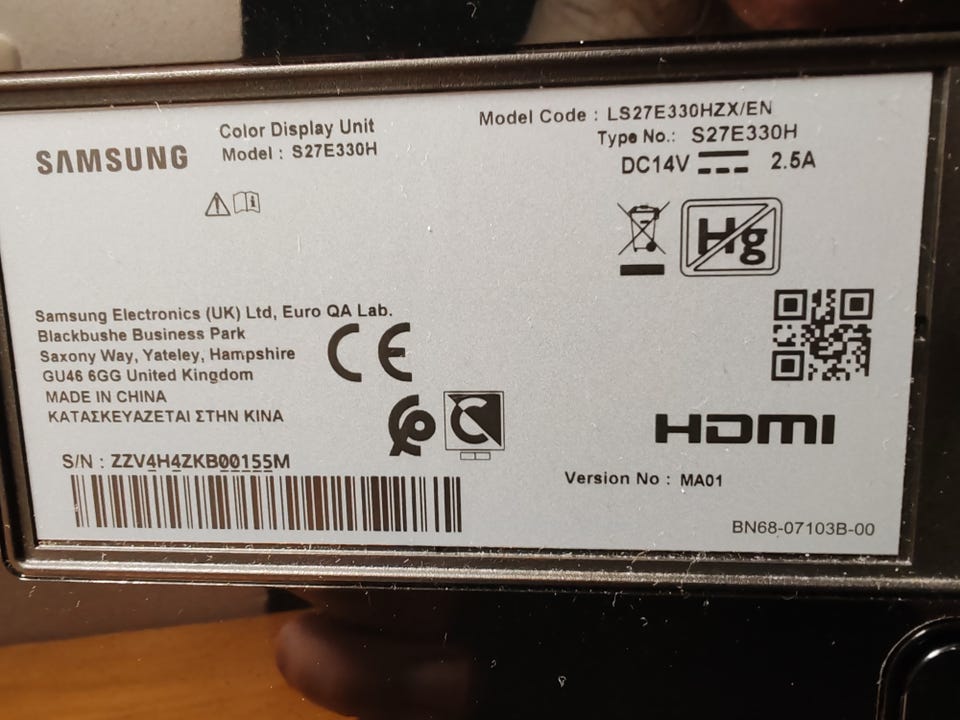 SAMSUNG
Color Display Unit
Model : S27E330H
Model Code : LS27E330HZX/EN
Type No.: S27E330H
DC14V 2.5A
Hg
Samsung Electronics (UK) Ltd, Euro QA Lab.
Blackbushe Business Park
Saxony Way, Yateley, Hampshire
GU46 6GG United Kingdom
MADE IN CHINA
ΚΑΤΑΣΚΕΥΑΖΕΤΑΙ ΣΤΗΝ ΚΙΝΑ
CE
HDMI
S/N : ZZV4H4ZKB00155M
Version No : MA01
BN68-07103B-00